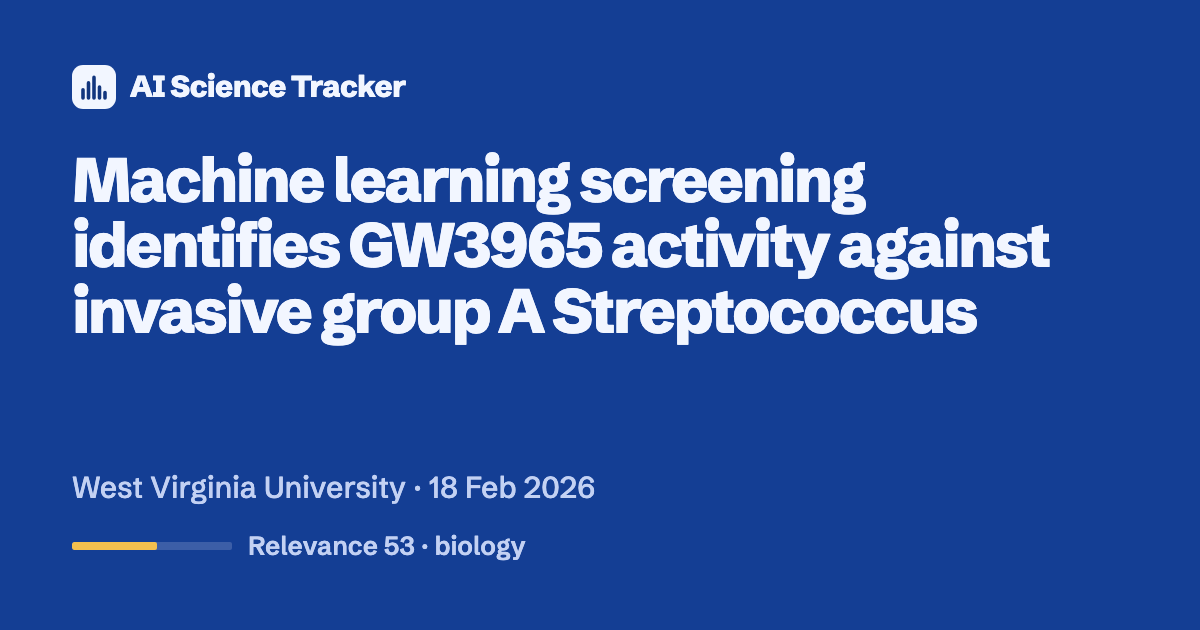 AI Science Tracker
Machine learning screening
identifies GW3965 activity against
invasive group A Streptococcus
West Virginia University · 18 Feb 2026
Relevance 53 · biology